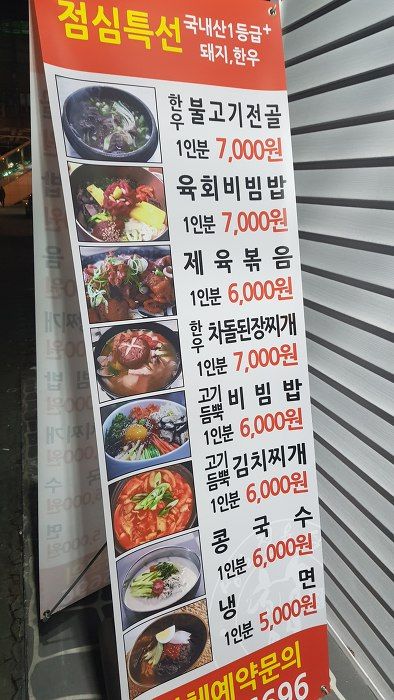 점심특선 국내산1등급+
돼지,한우
한우 불고기전골
1인분 7,000원
육회비빔밥
1인분 7,000원
제육볶음
1인분 6,000원
한우 차돌된장찌개
1인분 7,000원
고기듬뿍 비빔밥
1인분 6,000원
고기듬뿍 김치찌개
1인분 6,000원
콩국수
1인분 6,000원
냉면
1인분 5,000원
체예약문의
696